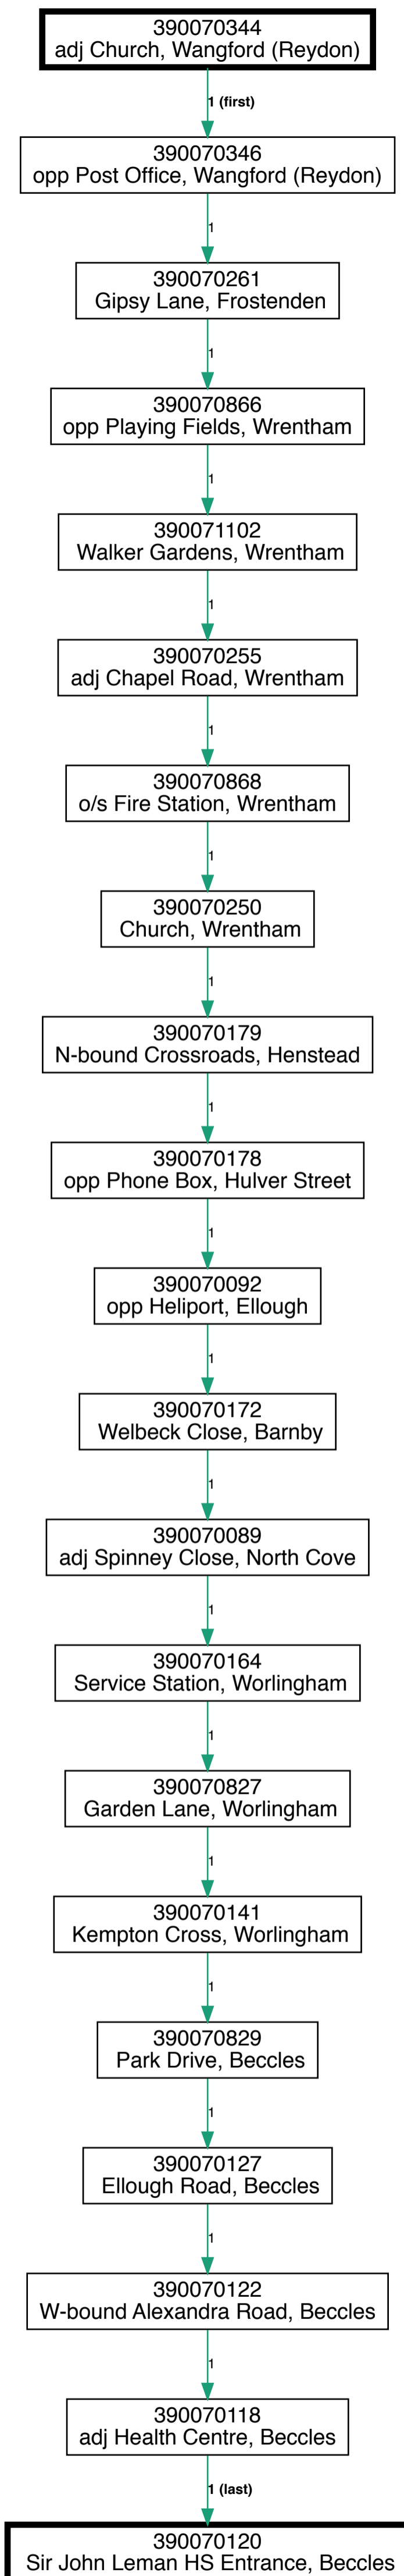 390070344
adj Church, Wangford (Reydon)
1 (first)
390070346
opp Post Office, Wangford (Reydon)
1
390070261
Gipsy Lane, Frostenden
1
390070866
opp Playing Fields, Wrentham
1
390071102
Walker Gardens, Wrentham
1
390070255
adj Chapel Road, Wrentham
1
390070868
o/s Fire Station, Wrentham
1
390070250
Church, Wrentham
1
390070179
N-bound Crossroads, Henstead
1
390070178
opp Phone Box, Hulver Street
1
390070092
opp Heliport, Ellough
1
390070172
Welbeck Close, Barnby
1
390070089
adj Spinney Close, North Cove
1
390070164
Service Station, Worlingham
1
390070827
Garden Lane, Worlingham
1
390070141
Kempton Cross, Worlingham
1
390070829
Park Drive, Beccles
1
390070127
Ellough Road, Beccles
1
390070122
W-bound Alexandra Road, Beccles
1
390070118
adj Health Centre, Beccles
1 (last)
390070120
Sir John Leman HS Entrance, Beccles